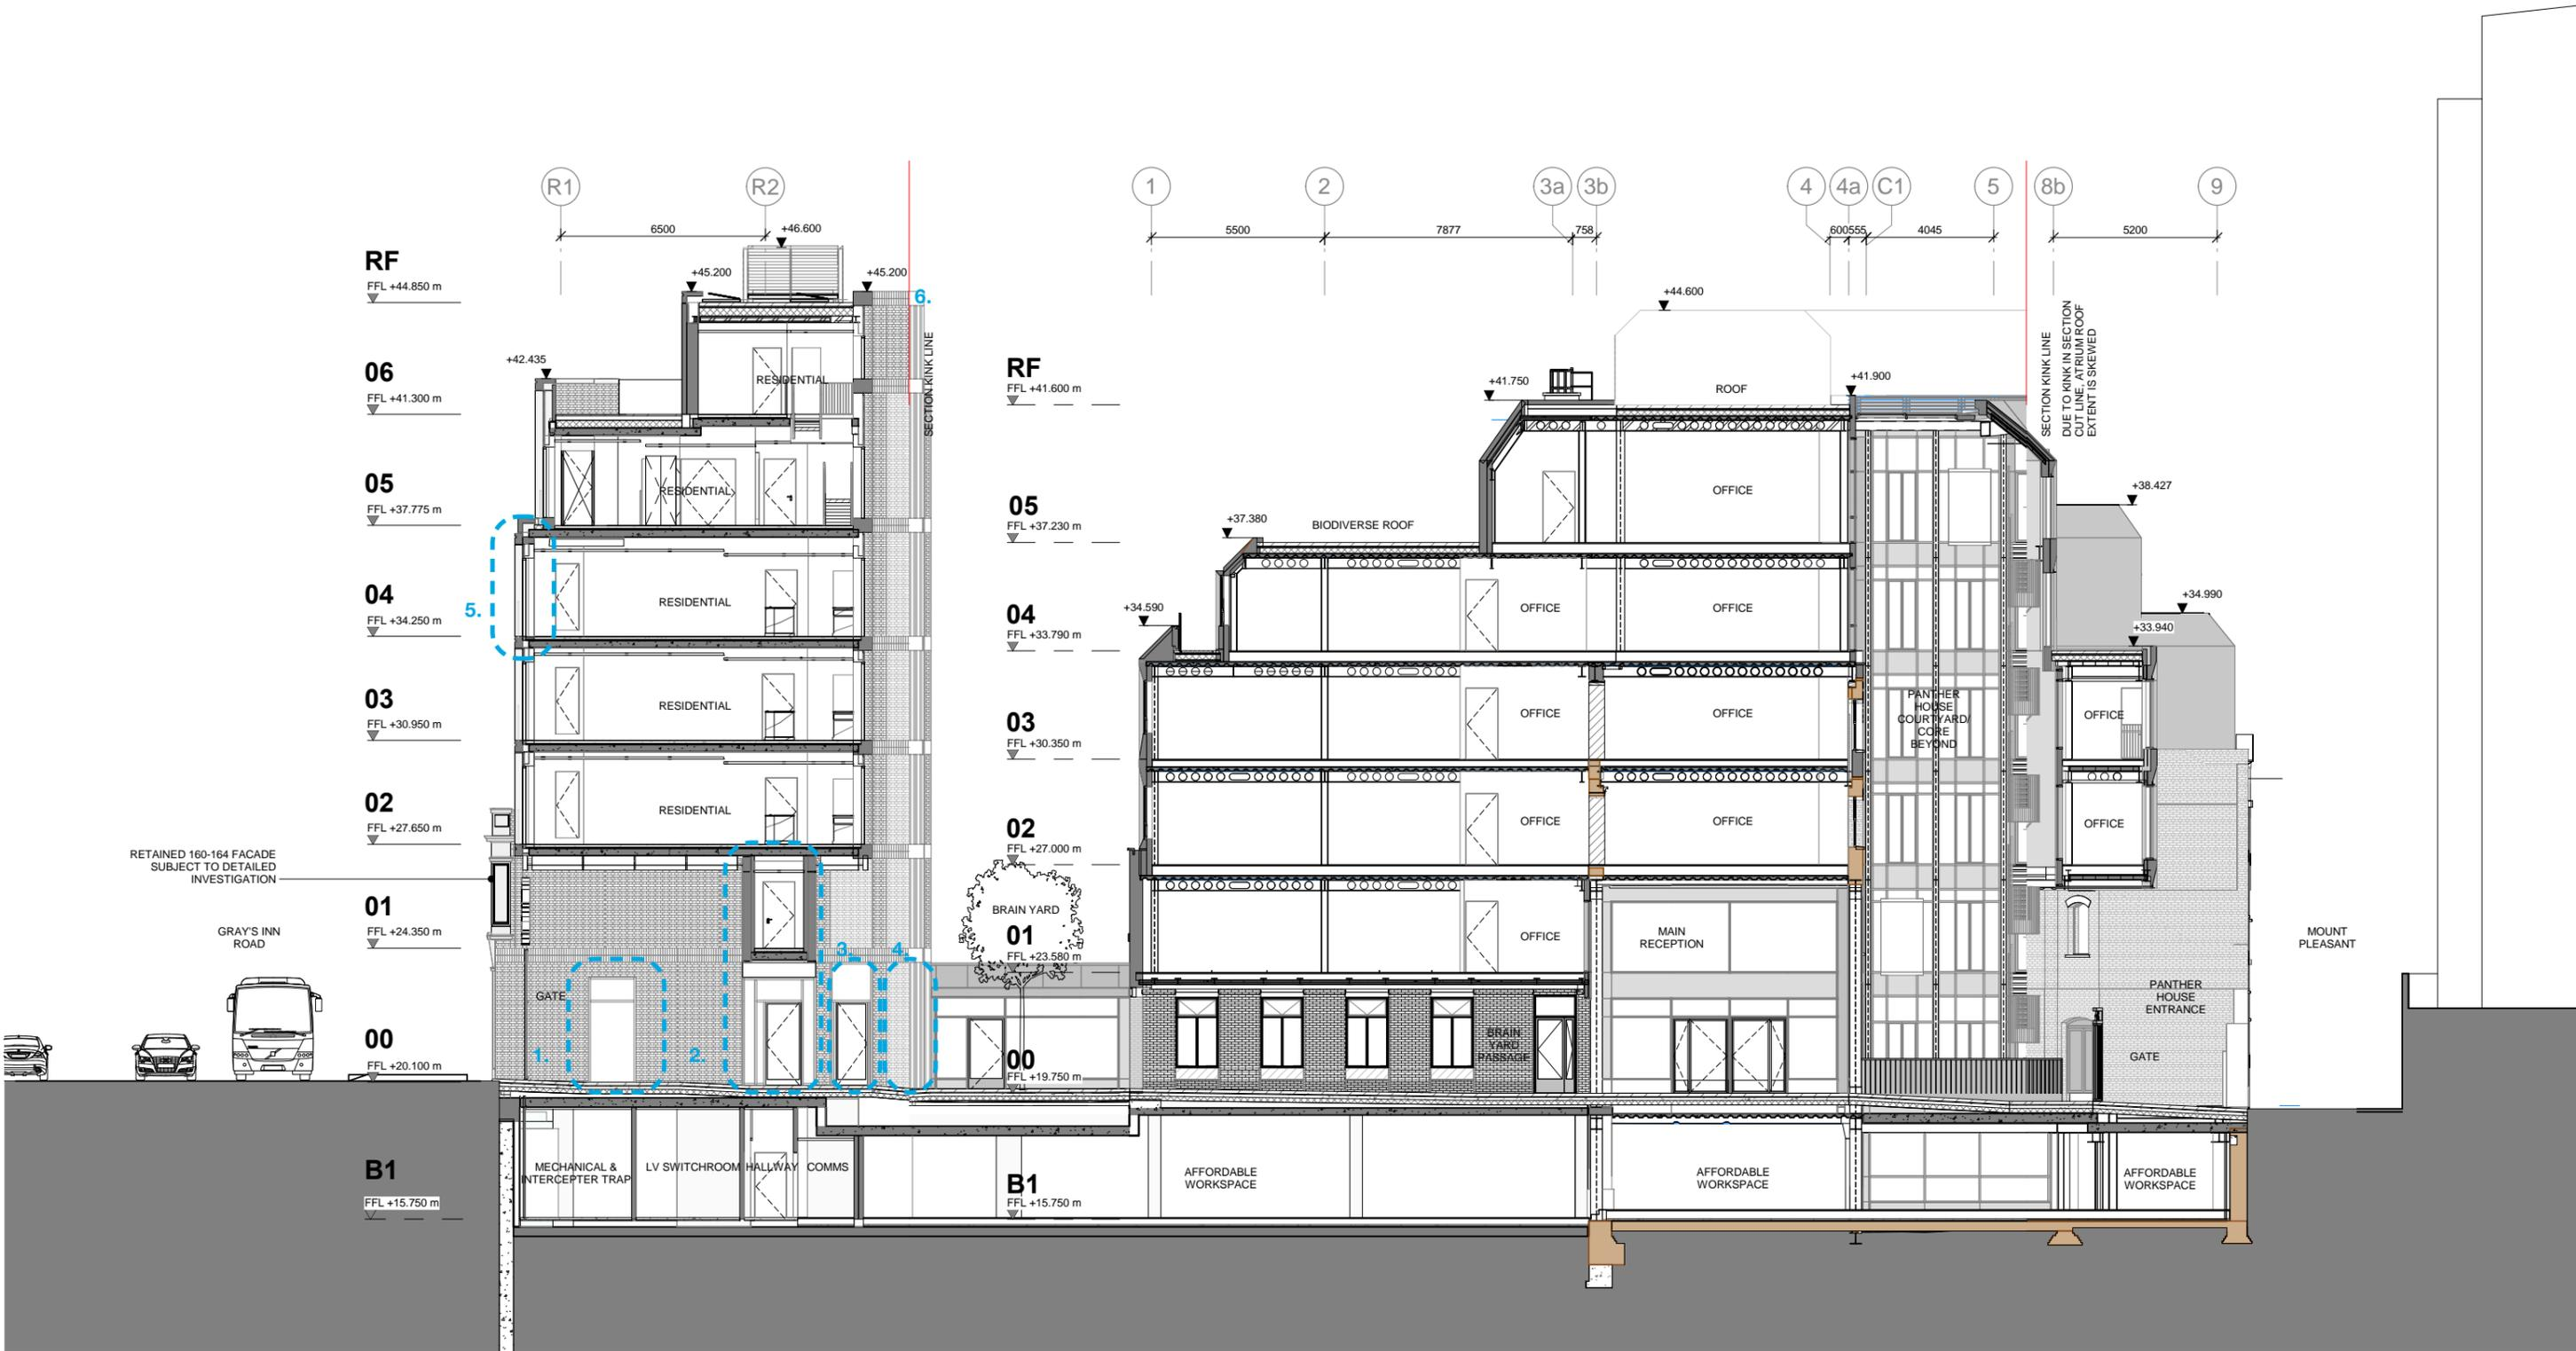 R1
R2
1
2
3a
3b
4
4a
C1
5
8b
9
6500
5500
7877
758
600
555
4045
5200
+46.600
+45.200
+45.200
+42.435
6.
SECTION KINK LINE
RF
FFL +44.850 m
06
FFL +41.300 m
05
FFL +37.775 m
04
FFL +34.250 m
03
FFL +30.950 m
02
FFL +27.650 m
01
FFL +24.350 m
00
FFL +20.100 m
B1
FFL +15.750 m
RESIDENTIAL
RESIDENTIAL
RESIDENTIAL
RESIDENTIAL
RESIDENTIAL
5.
RETAINED 160-164 FACADE
SUBJECT TO DETAILED
INVESTIGATION
GRAY'S INN
ROAD
GATE
1.
2.
3.
4.
MECHANICAL &
INTERCEPTER TRAP
LV SWITCHROOM
HALLWAY
COMMS
RF
FFL +41.600 m
05
FFL +37.230 m
04
FFL +33.790 m
03
FFL +30.350 m
02
FFL +27.000 m
BRAIN YARD
01
FFL +23.580 m
00
FFL +19.750 m
B1
FFL +15.750 m
+44.600
+41.750
+41.900
ROOF
+37.380
BIODIVERSE ROOF
+34.590
OFFICE
OFFICE
OFFICE
OFFICE
OFFICE
OFFICE
OFFICE
OFFICE
MAIN
RECEPTION
BRAIN
YARD
PASSAGE
AFFORDABLE
WORKSPACE
AFFORDABLE
WORKSPACE
PANTHER
HOUSE
COURTYARD/
CORE
BEYOND
SECTION KINK LINE
DUE TO KINK IN SECTION
CUT LINE, ATRIUM ROOF
EXTENT IS SKEWED
+38.427
+34.990
+33.940
OFFICE
OFFICE
PANTHER
HOUSE
ENTRANCE
GATE
AFFORDABLE
WORKSPACE
MOUNT
PLEASANT